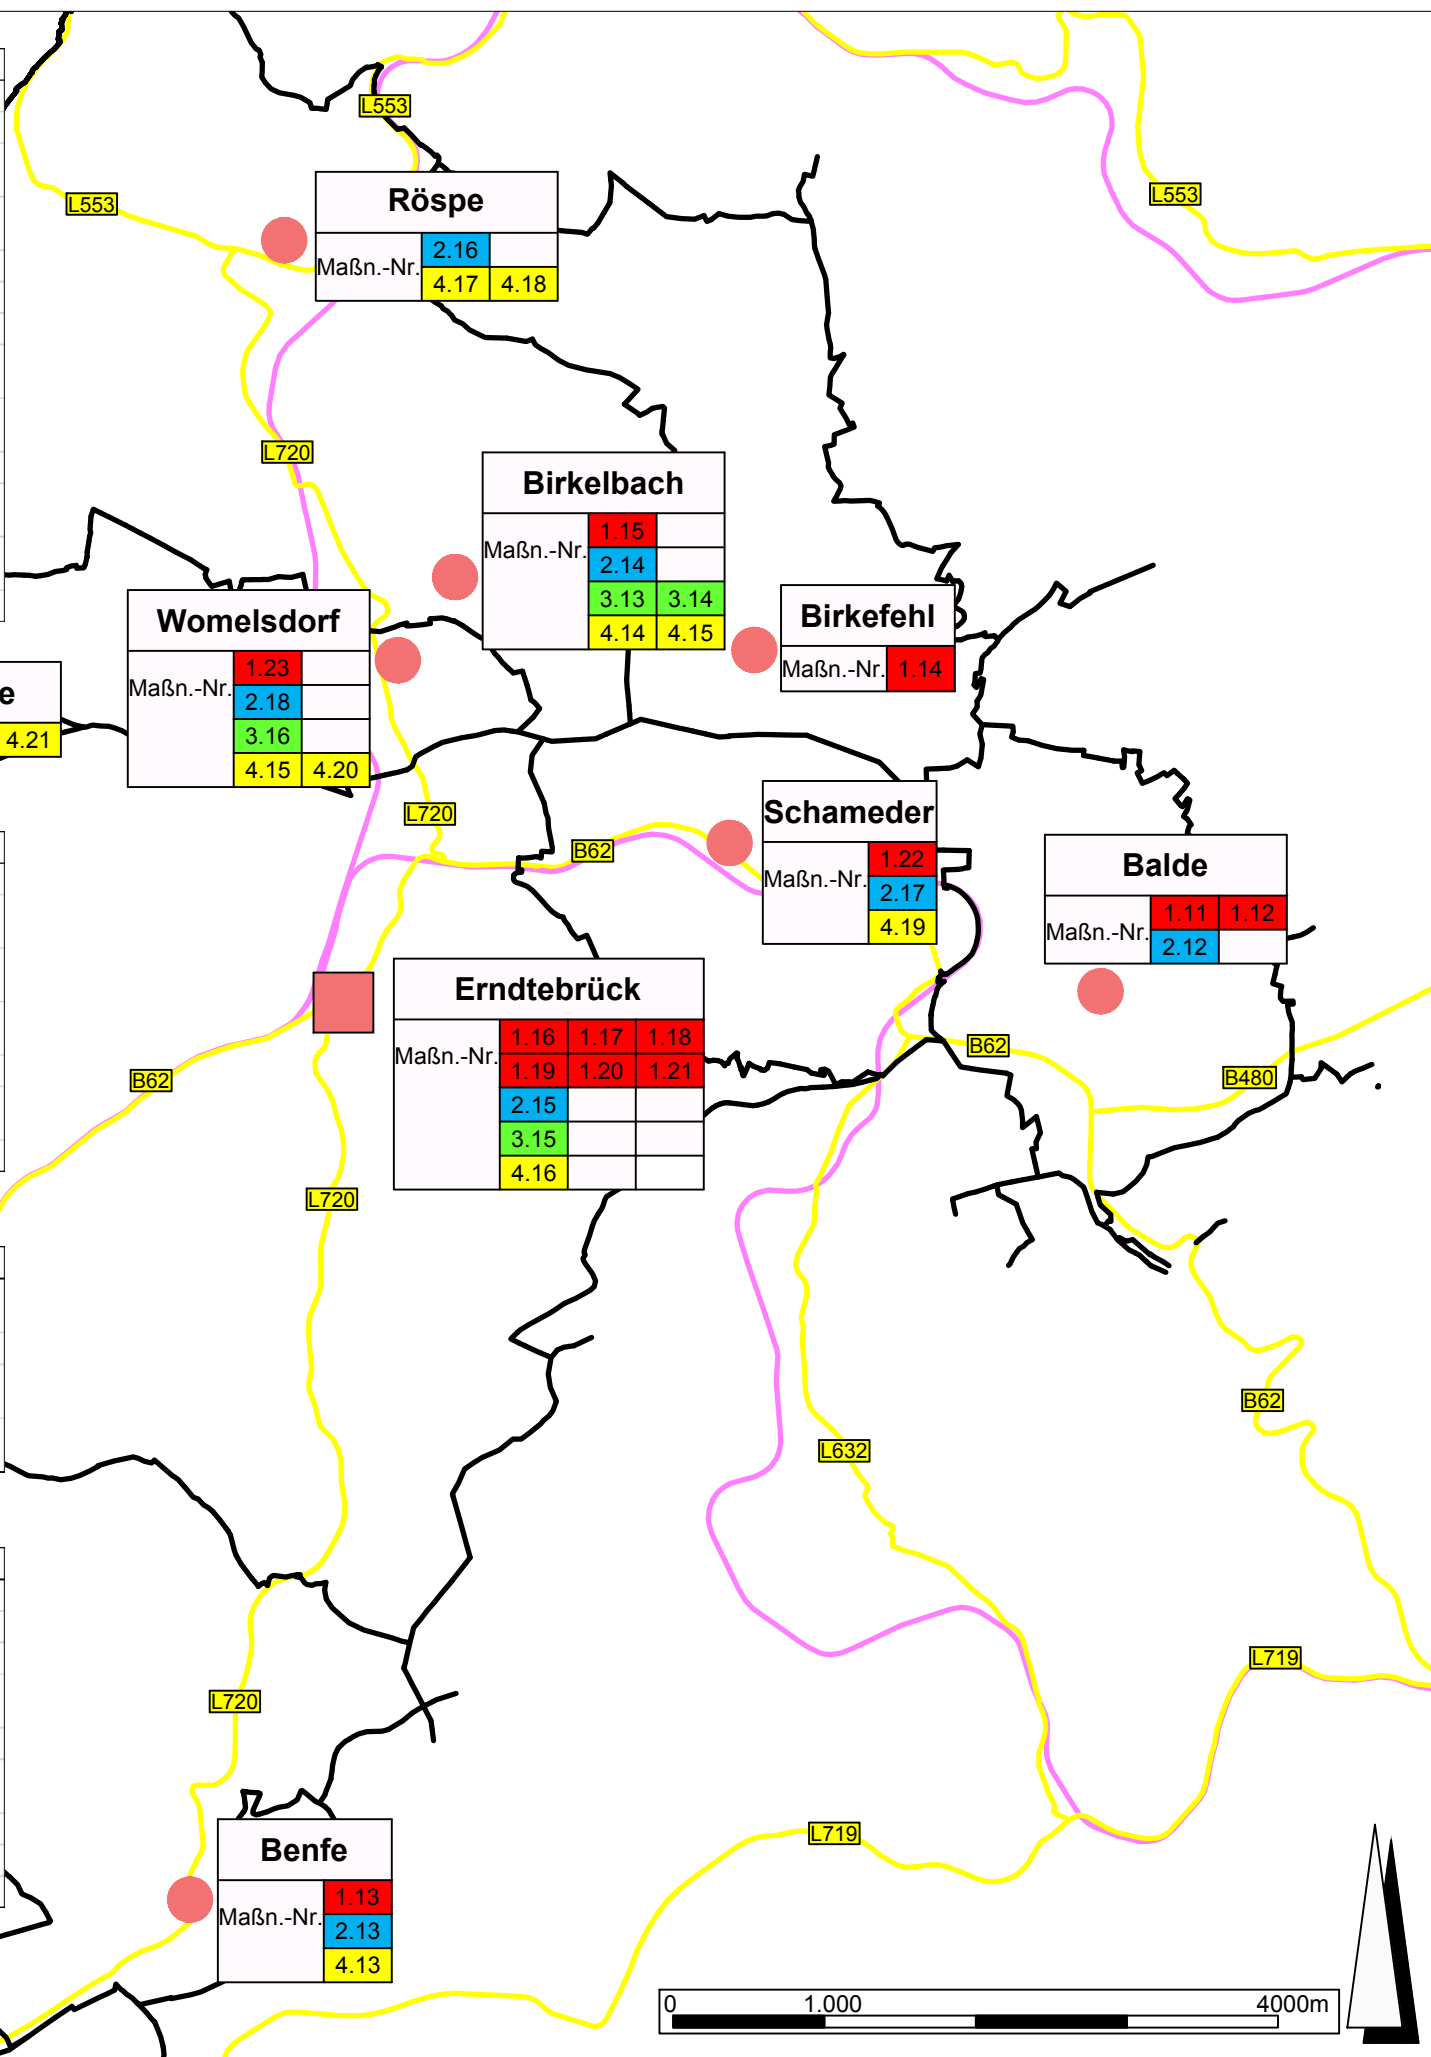 L553
L553
L553
Röspe
Maßn.-Nr.
2.16
4.17 4.18
L720
Birkelbach
Maßn.-Nr.
1.15
2.14
3.13 3.14
4.14 4.15
Womelsdorf
Maßn.-Nr.
1.23
2.18
3.16
4.15 4.20
Birkefehl
Maßn.-Nr. 1.14
e
4.21
L720
B62
Schameder
Maßn.-Nr.
1.22
2.17
4.19
Balde
Maßn.-Nr.
1.11 1.12
2.12
Erndtebrück
Maßn.-Nr.
1.16 1.17 1.18
1.19 1.20 1.21
2.15
3.15
4.16
B62
B62
B480
L720
B62
L632
L719
L720
L719
Benfe
Maßn.-Nr.
1.13
2.13
4.13
0 1.000 4000m